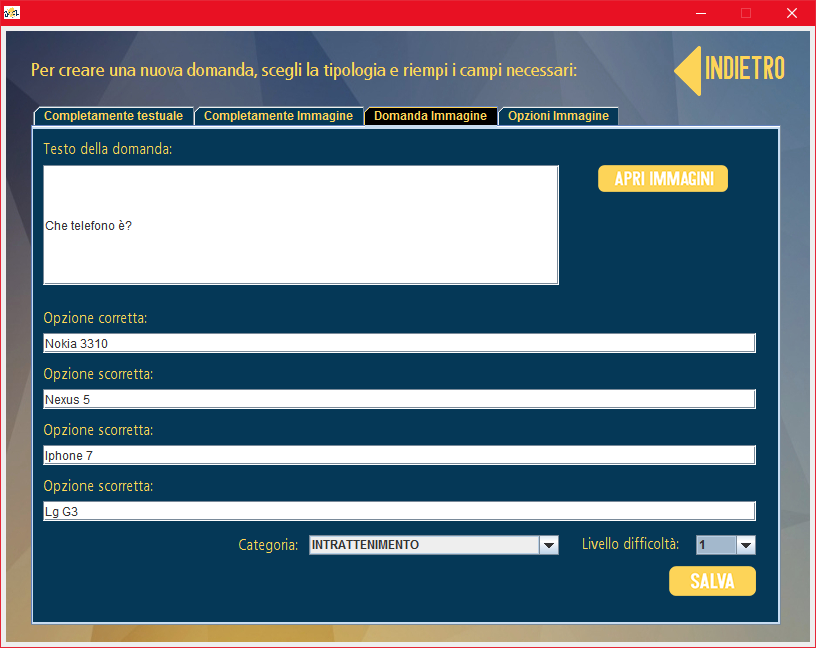 Per creare una nuova domanda, scegli la tipologia e riempi i campi necessari:
INDIETRO
Completamente testuale
Completamente Immagine
Domanda Immagine
Opzioni Immagine
Testo della domanda:
Che telefono è?
APRI IMMAGINI
Opzione corretta:
Nokia 3310
Opzione scorretta:
Nexus 5
Opzione scorretta:
Iphone 7
Opzione scorretta:
Lg G3
Categoria: INTRATTENIMENTO Livello difficoltà: 1
SALVA